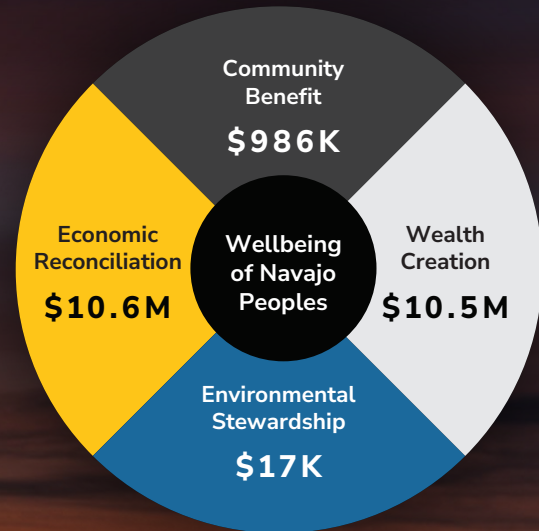 Community
Benefit
$986K
Economic
Reconciliation
$10.6M
Wellbeing
of Navajo
Peoples
Wealth
Creation
$10.5M
Environmental
Stewardship
$17K